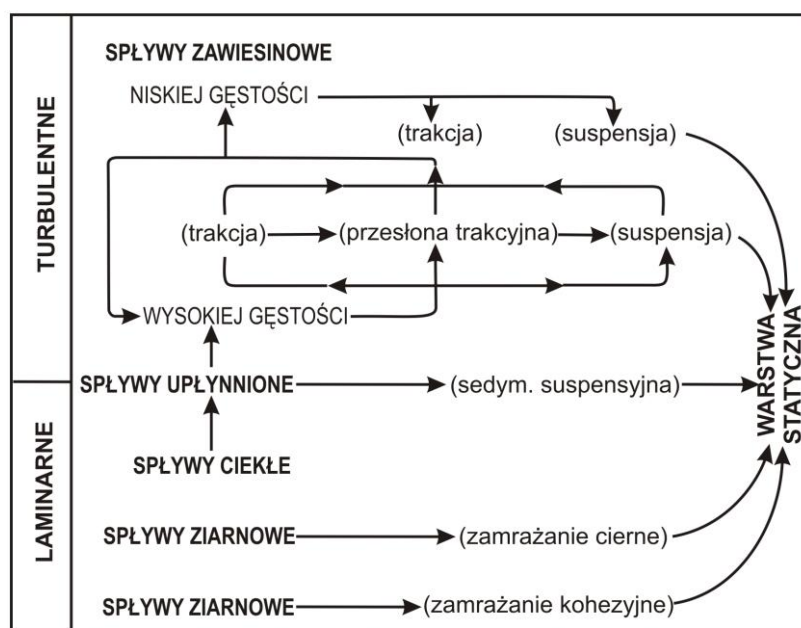 TURBULENTNE
SPŁYWY ZAWIESINOWE
NISKIEJ GĘSTOŚCI
(trakcja) (suspensja)
(trakcja) (przesłona trakcyjna) (suspensja)
WYSOKIEJ GĘSTOŚCI
LAMINARNE
SPŁYWY UPŁYNNIONE (sedym. suspensyjna)
SPŁYWY CIEKŁE
SPŁYWY ZIARNOWE (zamrażanie cierne)
SPŁYWY ZIARNOWE (zamrażanie kohezyjne)
WARSTWA
STATYCZNA